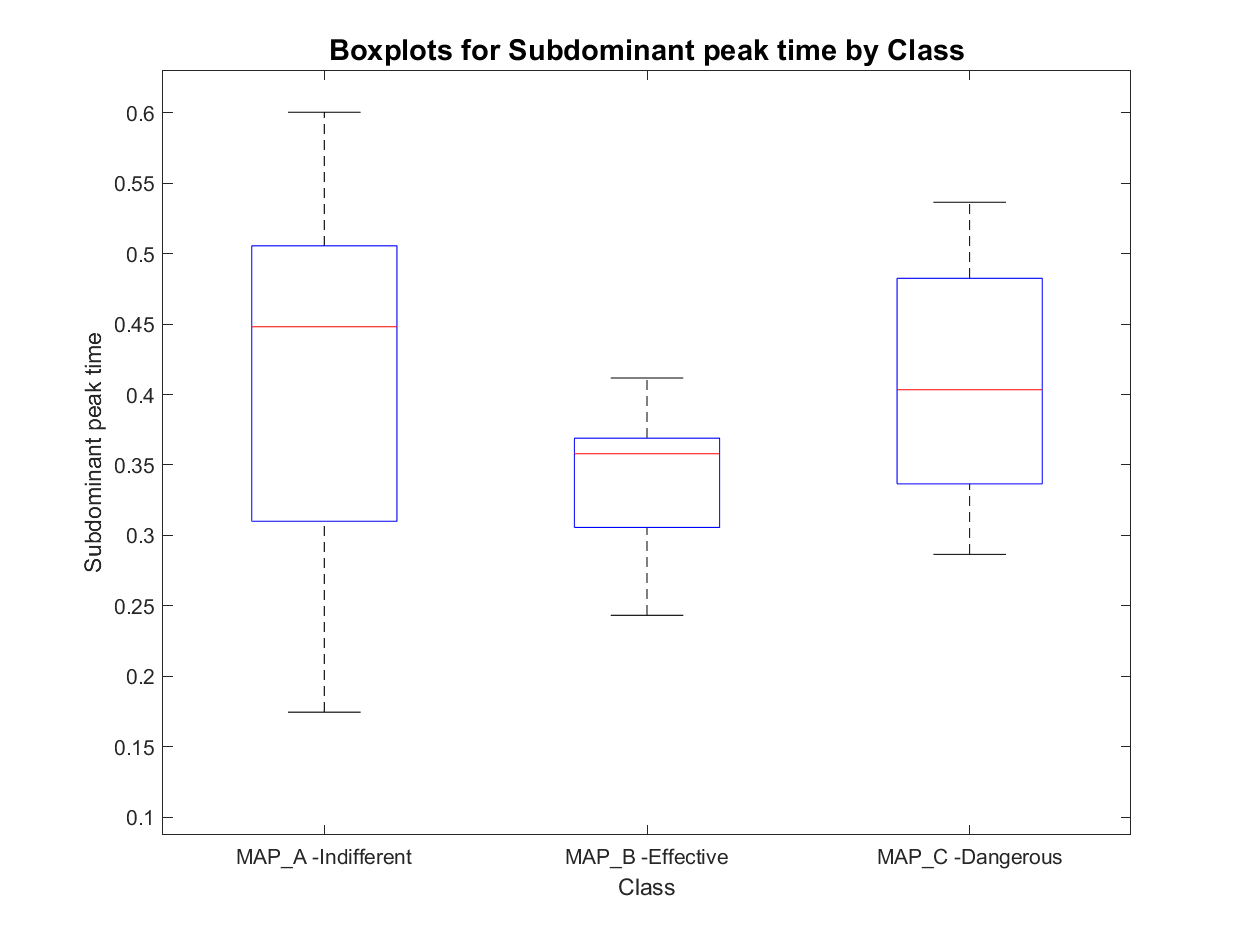 Boxplots for Subdominant peak time by Class
0.6
0.55
0.5
0.45
0.4
0.35
0.3
0.25
0.2
0.15
0.1
Subdominant peak time
MAP_A -Indifferent
MAP_B -Effective
MAP_C -Dangerous
Class